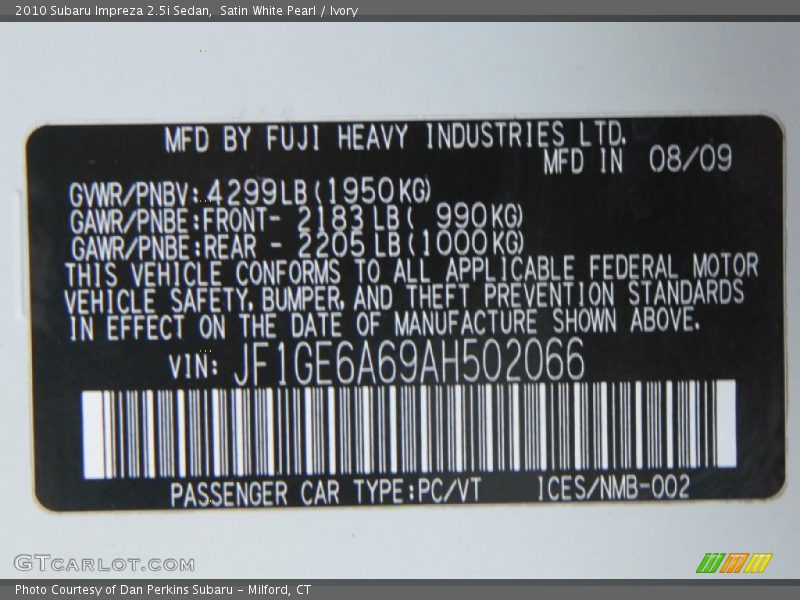 2010 Subaru Impreza 2.5i Sedan,  Satin White Pearl / Ivory
MFD BY FUJI HEAVY INDUSTRIES LTD.
MFD IN 08/09
GVWR/PNBV:4299LB(1950KG)
GAWR/PNBE:FRONT- 2183 LB( 990KG)
GAWR/PNBE:REAR - 2205 LB(1000KG)
THIS VEHICLE CONFORMS TO ALL APPLICABLE FEDERAL MOTOR
VEHICLE SAFETY, BUMPER, AND THEFT PREVENTION STANDARDS
IN EFFECT ON THE DATE OF MANUFACTURE SHOWN ABOVE.
VIN: JF1GE6A69AH502066
PASSENGER CAR TYPE:PC/VT ICES/NMB-002
GTCARLOT.COM
Photo Courtesy of Dan Perkins Subaru - Milford, CT